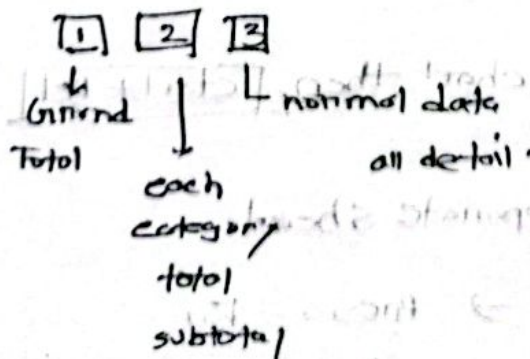 1 2 3
Grand Total
each category total subtotal
normal data all detail.